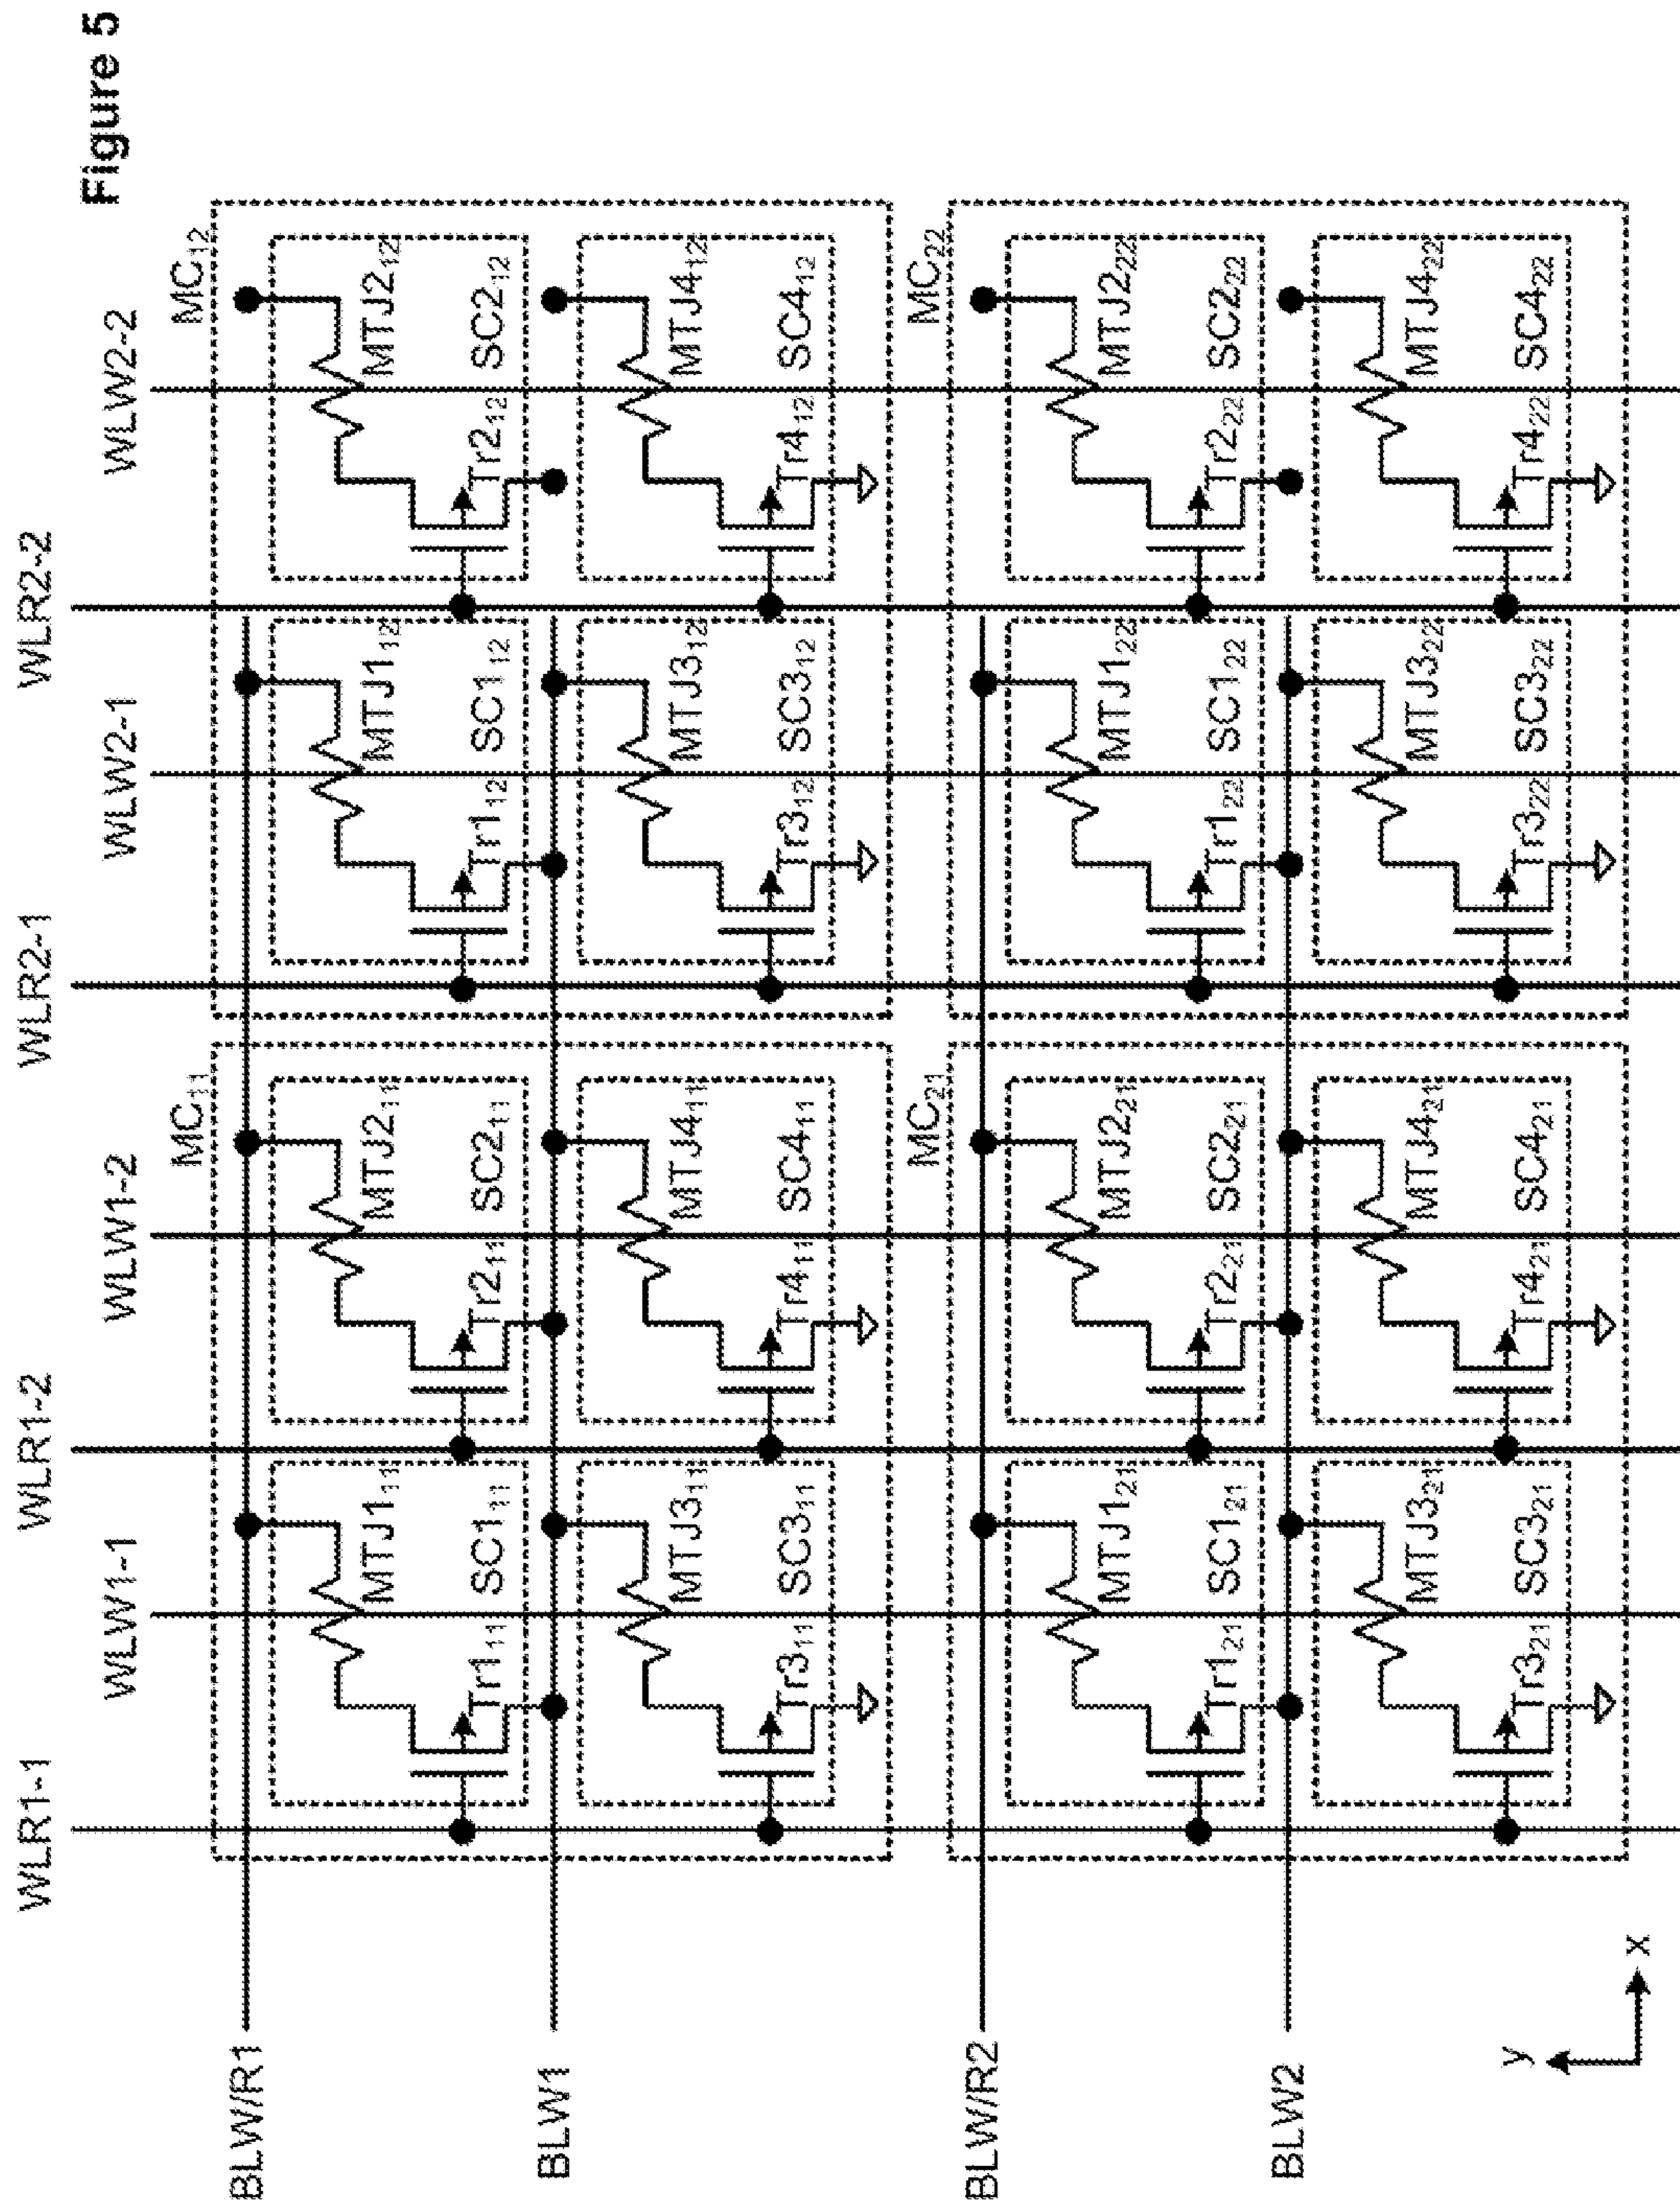 WLR1-1 WLR1-2 WLR2-1 WLR2-2
Figure 5
WLW1-1 WLW1-2 WLW2-1 WLW2-2
MC11 MC12
BLW/R1
MTJ111 MTJ211 MTJ112 MTJ212
Tr111 SC111 Tr211 SC211 Tr112 SC112 Tr212 SC212
BLW1
MTJ311 MTJ411 MTJ312 MTJ412
Tr311 SC311 Tr411 SC411 Tr312 SC312 Tr412 SC412
MC21 MC22
BLW/R2
MTJ121 MTJ221 MTJ122 MTJ222
Tr121 SC121 Tr221 SC221 Tr122 SC122 Tr222 SC222
BLW2
MTJ321 MTJ421 MTJ322 MTJ422
Tr321 SC321 Tr421 SC421 Tr322 SC322 Tr422 SC422
y
x